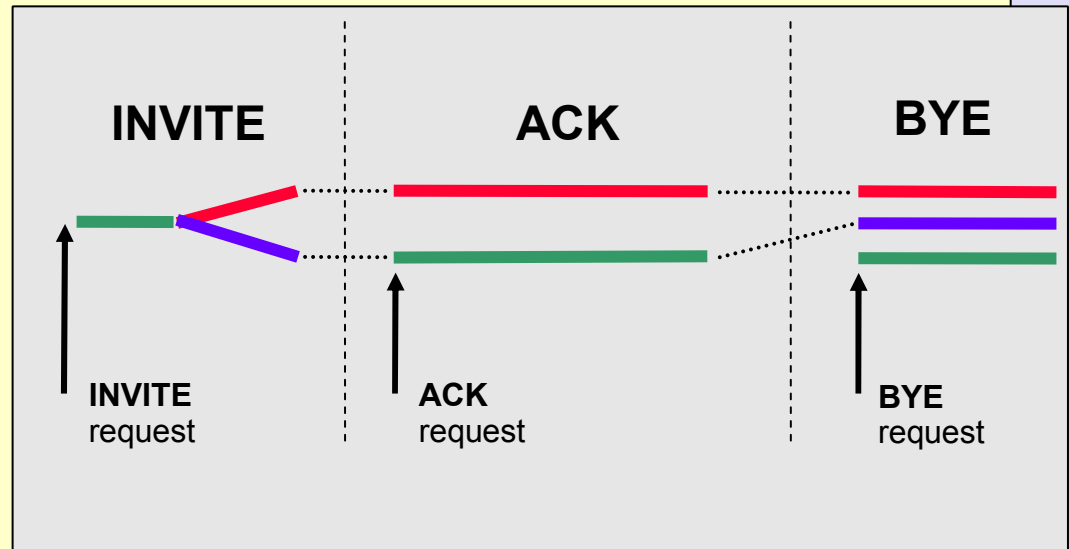 INVITE
ACK
BYE
INVITE
request
ACK
request
BYE
request